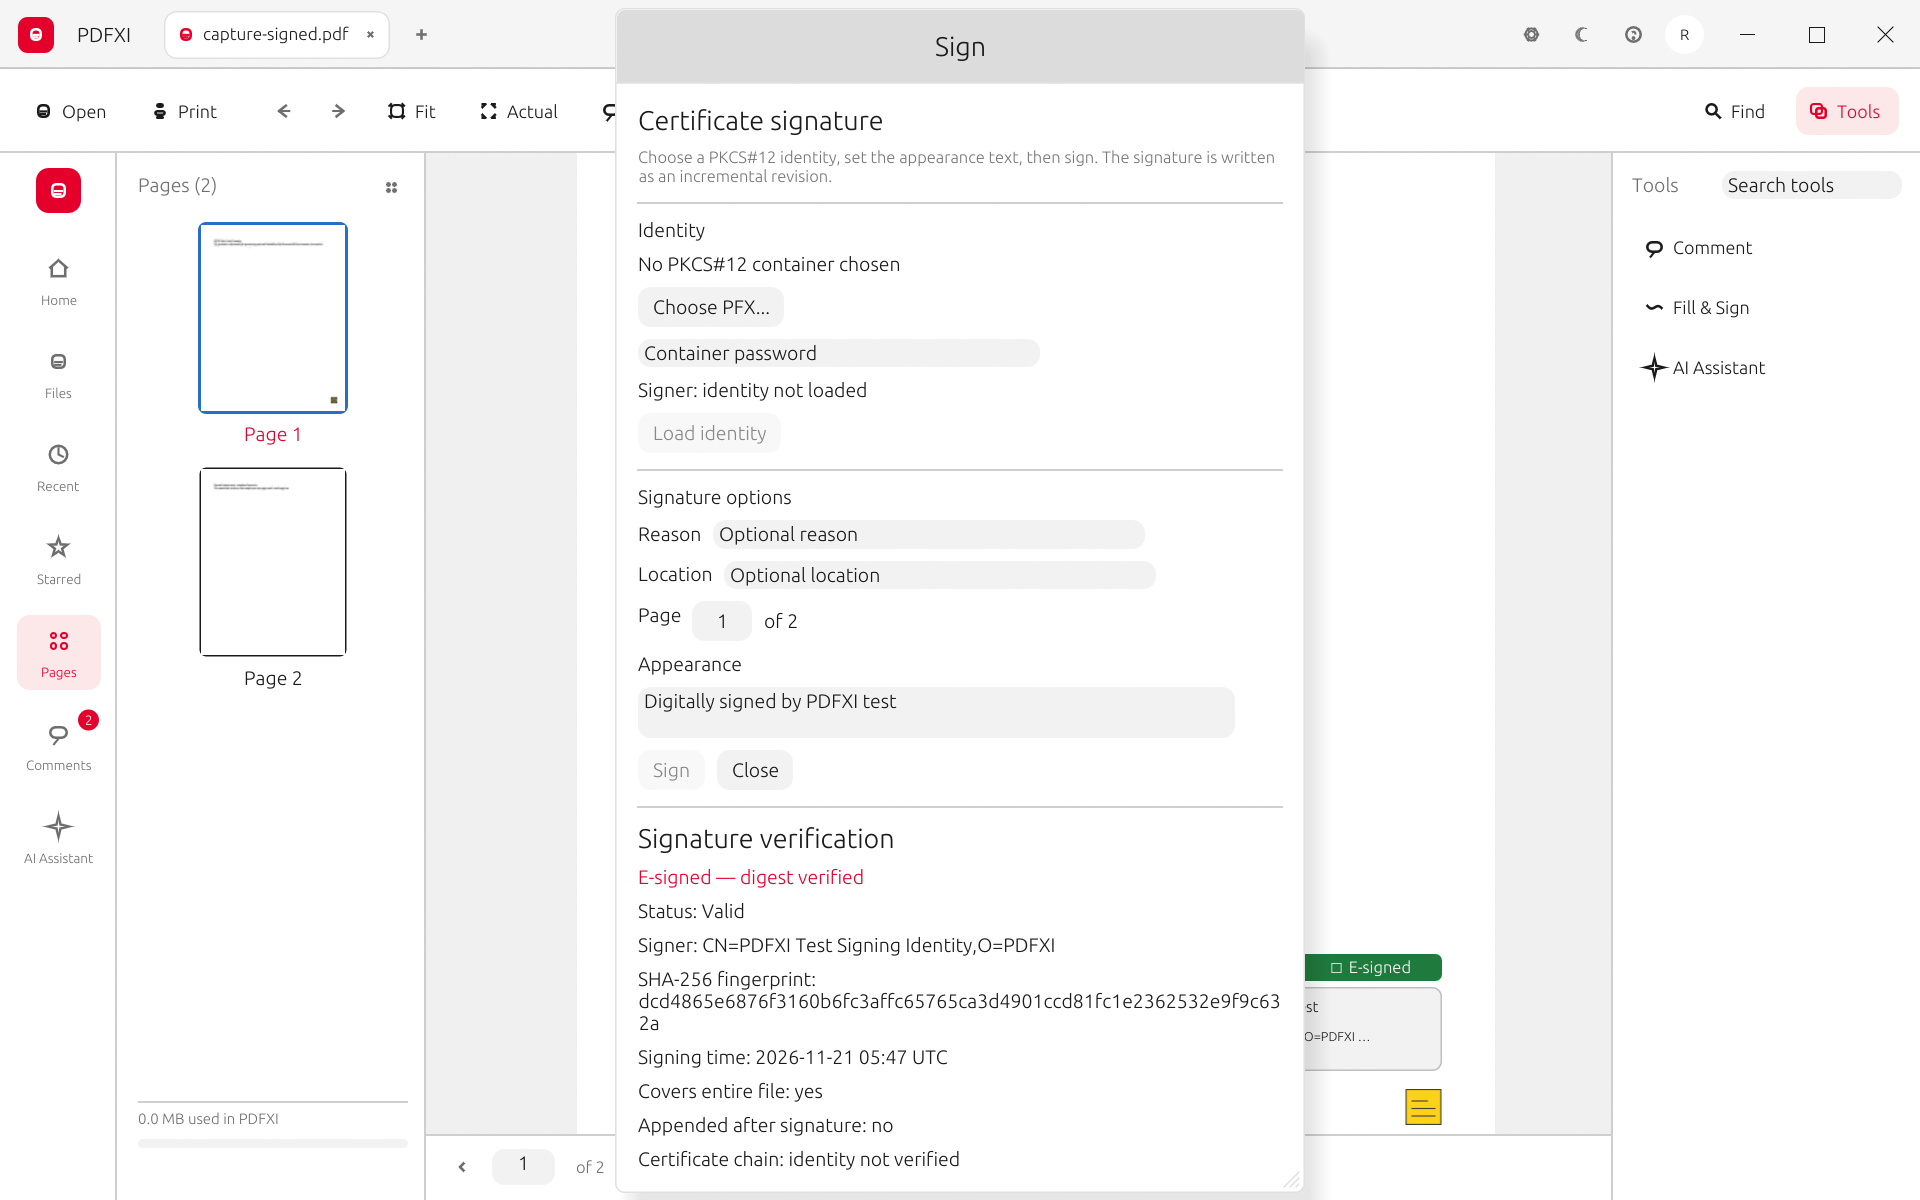 PDFXI
capture-signed.pdf
R
Open
Print
Fit
Actual
Find
Tools
Home
Files
Recent
Starred
Pages
2
Comments
AI Assistant
Pages (2)
Page 1
Page 2
0.0 MB used in PDFXI
1
of 2
Sign
Certificate signature
Choose a PKCS#12 identity, set the appearance text, then sign. The signature is written
as an incremental revision.
Identity
No PKCS#12 container chosen
Choose PFX...
Container password
Signer: identity not loaded
Load identity
Signature options
Reason Optional reason
Location Optional location
Page 1 of 2
Appearance
Digitally signed by PDFXI test
Sign Close
Signature verification
E-signed — digest verified
Status: Valid
Signer: CN=PDFXI Test Signing Identity,O=PDFXI
SHA-256 fingerprint:
dcd4865e6876f3160b6fc3affc65765ca3d4901ccd81fc1e2362532e9f9c63
2a
Signing time: 2026-11-21 05:47 UTC
Covers entire file: yes
Appended after signature: no
Certificate chain: identity not verified
E-signed
st
O=PDFXI ...
Tools
Search tools
Comment
Fill & Sign
AI Assistant